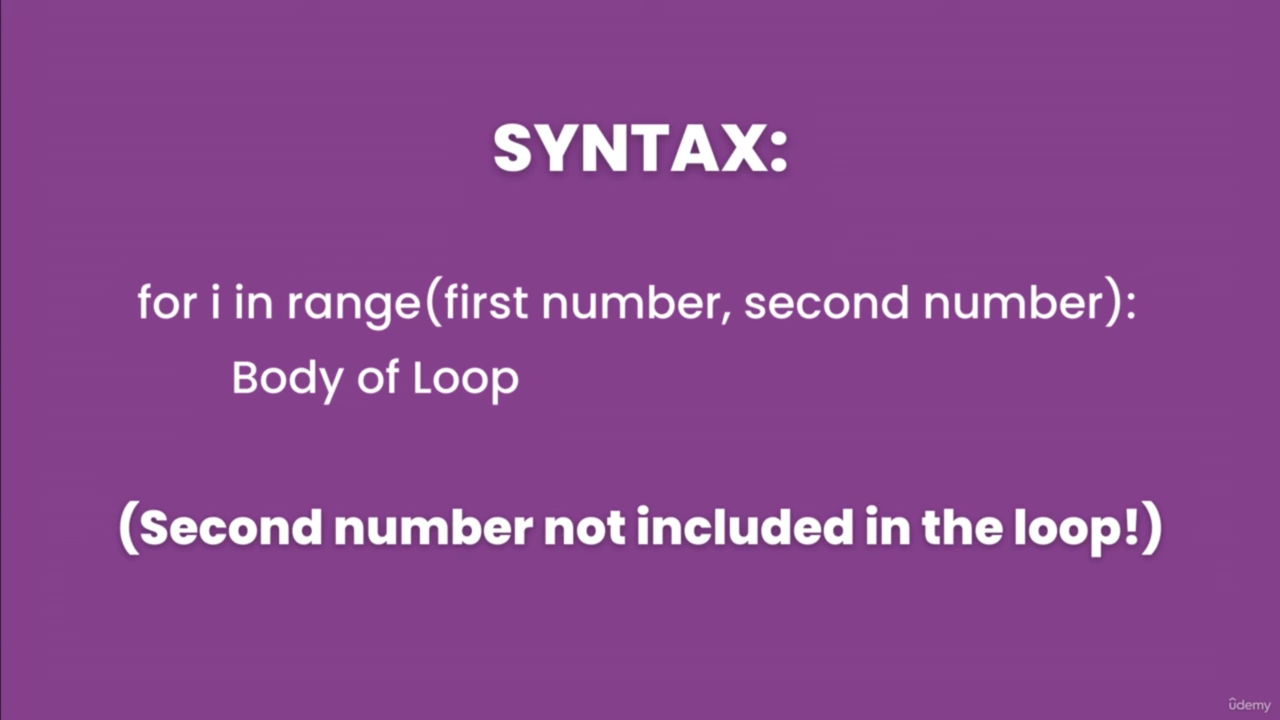 SYNTAX:
for i in range(first number, second number):
Body of Loop
(Second number not included in the loop!)
ûdemy